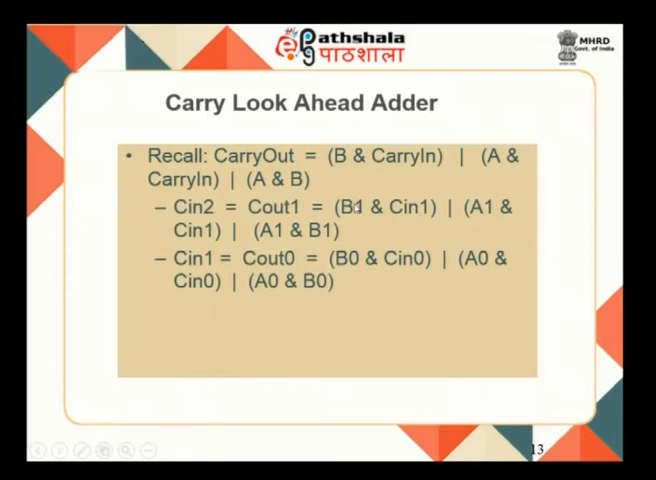 Pathshala
पाठशाला
MHRD
Govt. of India
Carry Look Ahead Adder
• Recall: CarryOut = (B & CarryIn) | (A &
CarryIn) | (A & B)
– Cin2 = Cout1 = (B1 & Cin1) | (A1 &
Cin1) | (A1 & B1)
– Cin1 = Cout0 = (B0 & Cin0) | (A0 &
Cin0) | (A0 & B0)
13